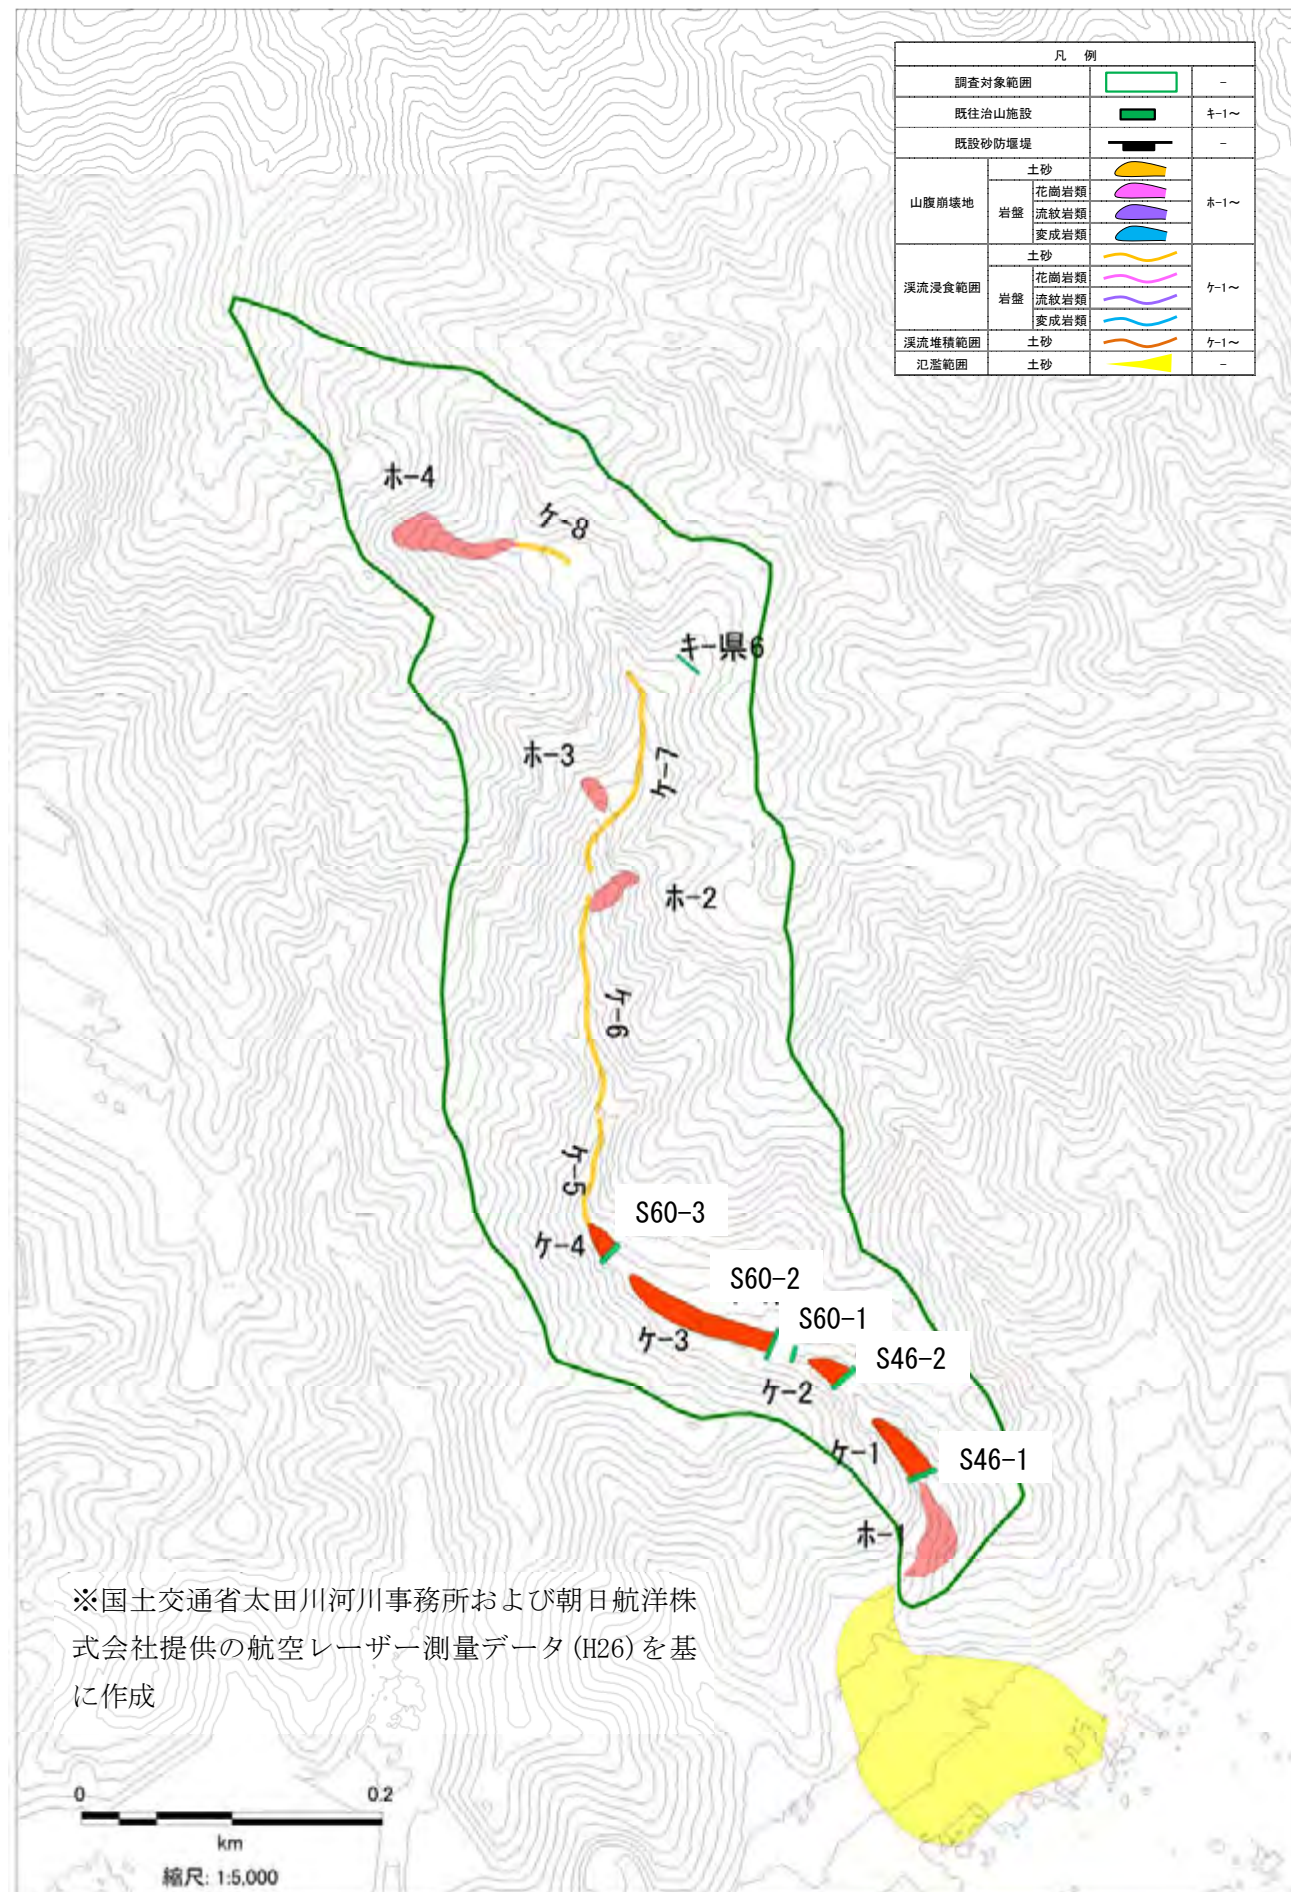 凡 例
調査対象範囲 -
既往治山施設 ｷ-1～
既設砂防堰堤 -
山腹崩壊地 土砂 ﾎ-1～
岩盤 花崗岩類
流紋岩類
変成岩類
渓流浸食範囲 土砂 ｹ-1～
岩盤 花崗岩類
流紋岩類
変成岩類
渓流堆積範囲 土砂 ｹ-1～
氾濫範囲 土砂 -
ホ-4
ケ-8
キ-県6
ホ-3
ケ-7
ホ-2
ケ-6
ケ-5
S60-3
ケ-4
S60-2
S60-1
ケ-3
S46-2
ケ-2
ケ-1
S46-1
ホ-1
※国土交通省太田川河川事務所および朝日航洋株
式会社提供の航空レーザー測量データ(H26)を基
に作成
0 0.2
km
縮尺: 1:5,000